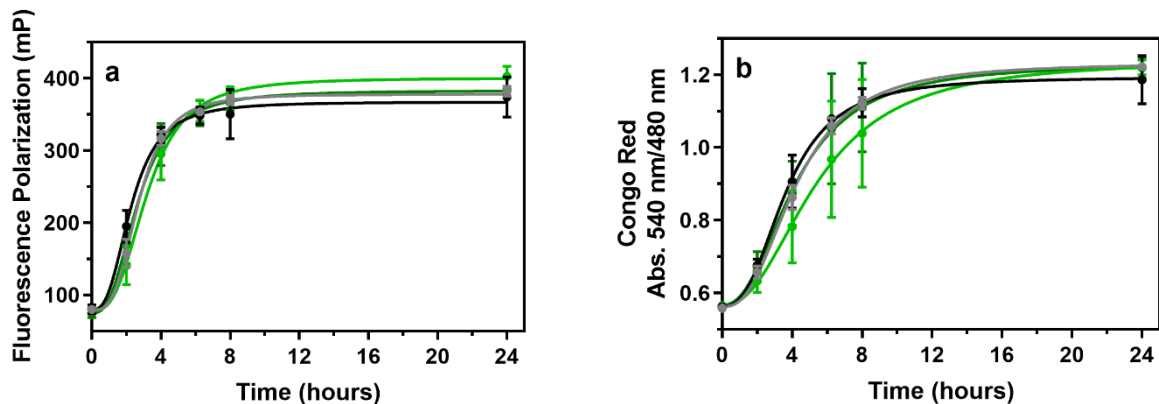 a
Fluorescence Polarization (mP)
400
300
200
100
0 4 8 12 16 20 24
Time (hours)
b
Congo Red
Abs. 540 nm/480 nm
1.2
1.0
0.8
0.6
0 4 8 12 16 20 24
Time (hours)